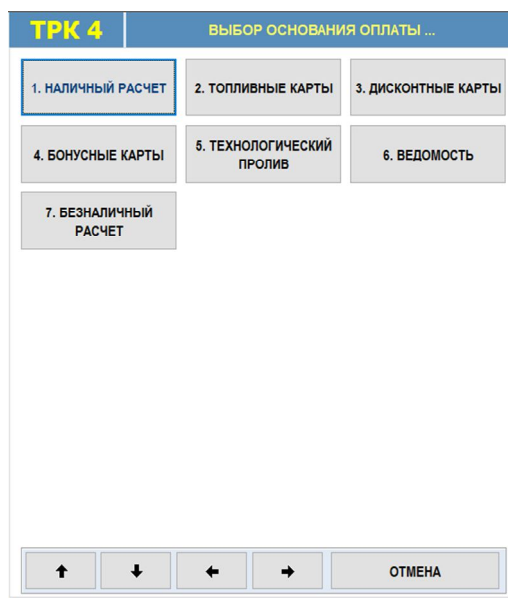 ТРК 4
ВЫБОР ОСНОВАНИЯ ОПЛАТЫ ...
1. НАЛИЧНЫЙ РАСЧЕТ
2. ТОПЛИВНЫЕ КАРТЫ
3. ДИСКОНТНЫЕ КАРТЫ
4. БОНУСНЫЕ КАРТЫ
5. ТЕХНОЛОГИЧЕСКИЙ
ПРОЛИВ
6. ВЕДОМОСТЬ
7. БЕЗНАЛИЧНЫЙ
РАСЧЕТ
ОТМЕНА